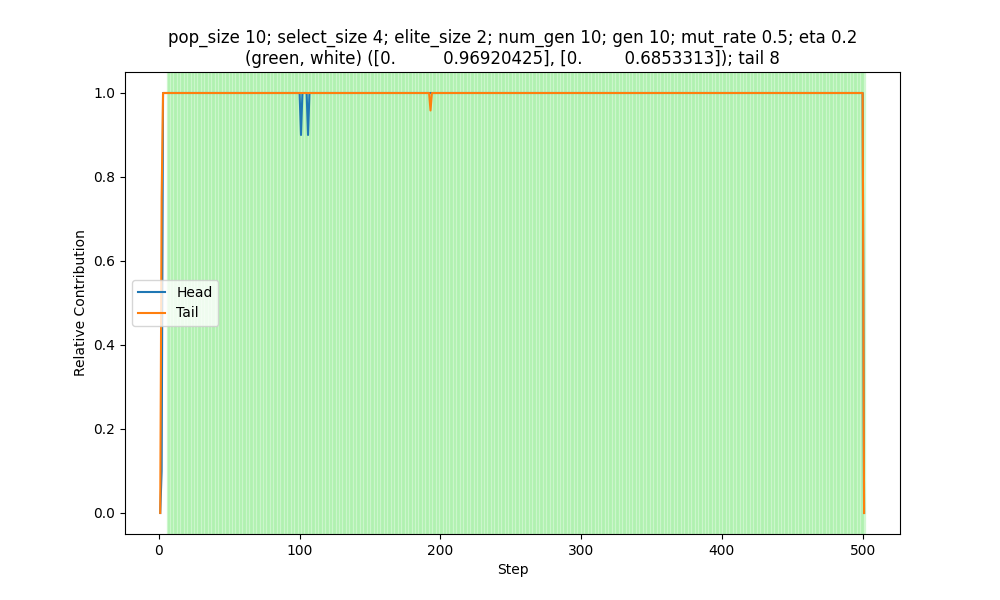 pop_size 10; select_size 4; elite_size 2; num_gen 10; gen 10; mut_rate 0.5; eta 0.2
(green, white) ([0.         0.96920425], [0.        0.6853313]); tail 8
1.0
0.8
0.6
0.4
0.2
0.0
Relative Contribution
Head
Tail
0 100 200 300 400 500
Step